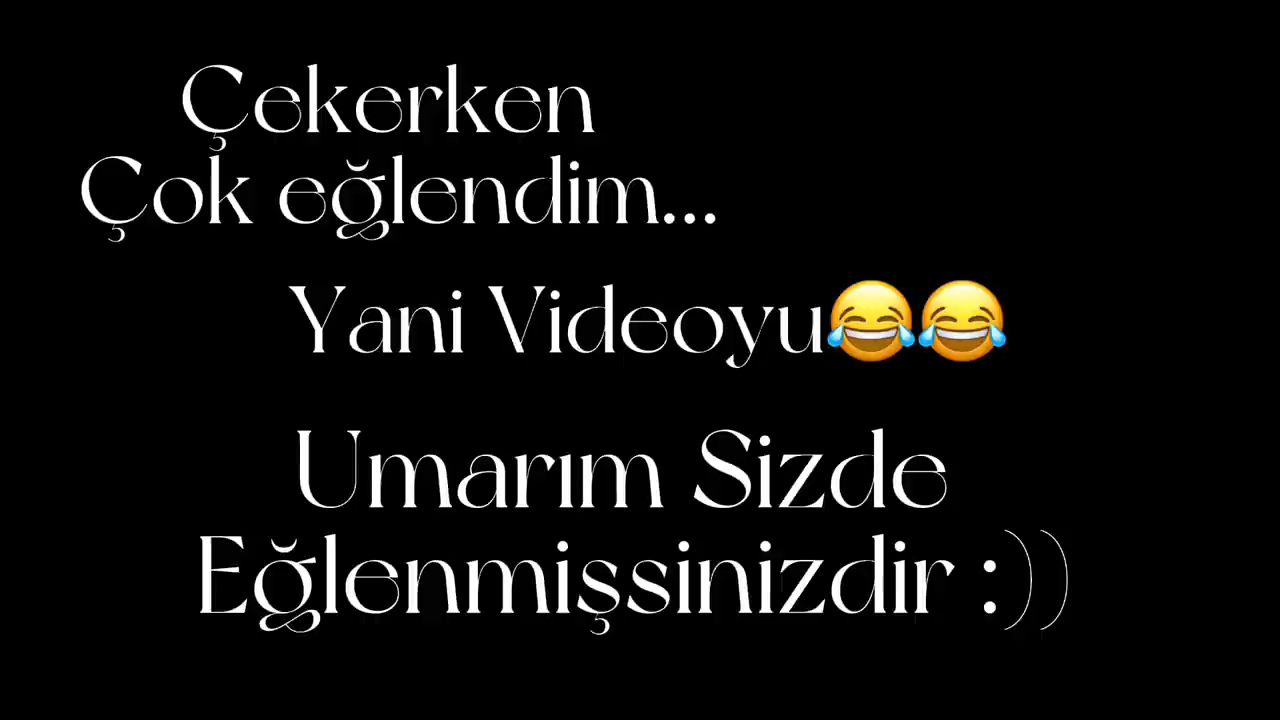 Çekerken
Çok eğlendim...
Yani Videoyu😂😂
Umarım Sizde
Eğlenmişsinizdir :))